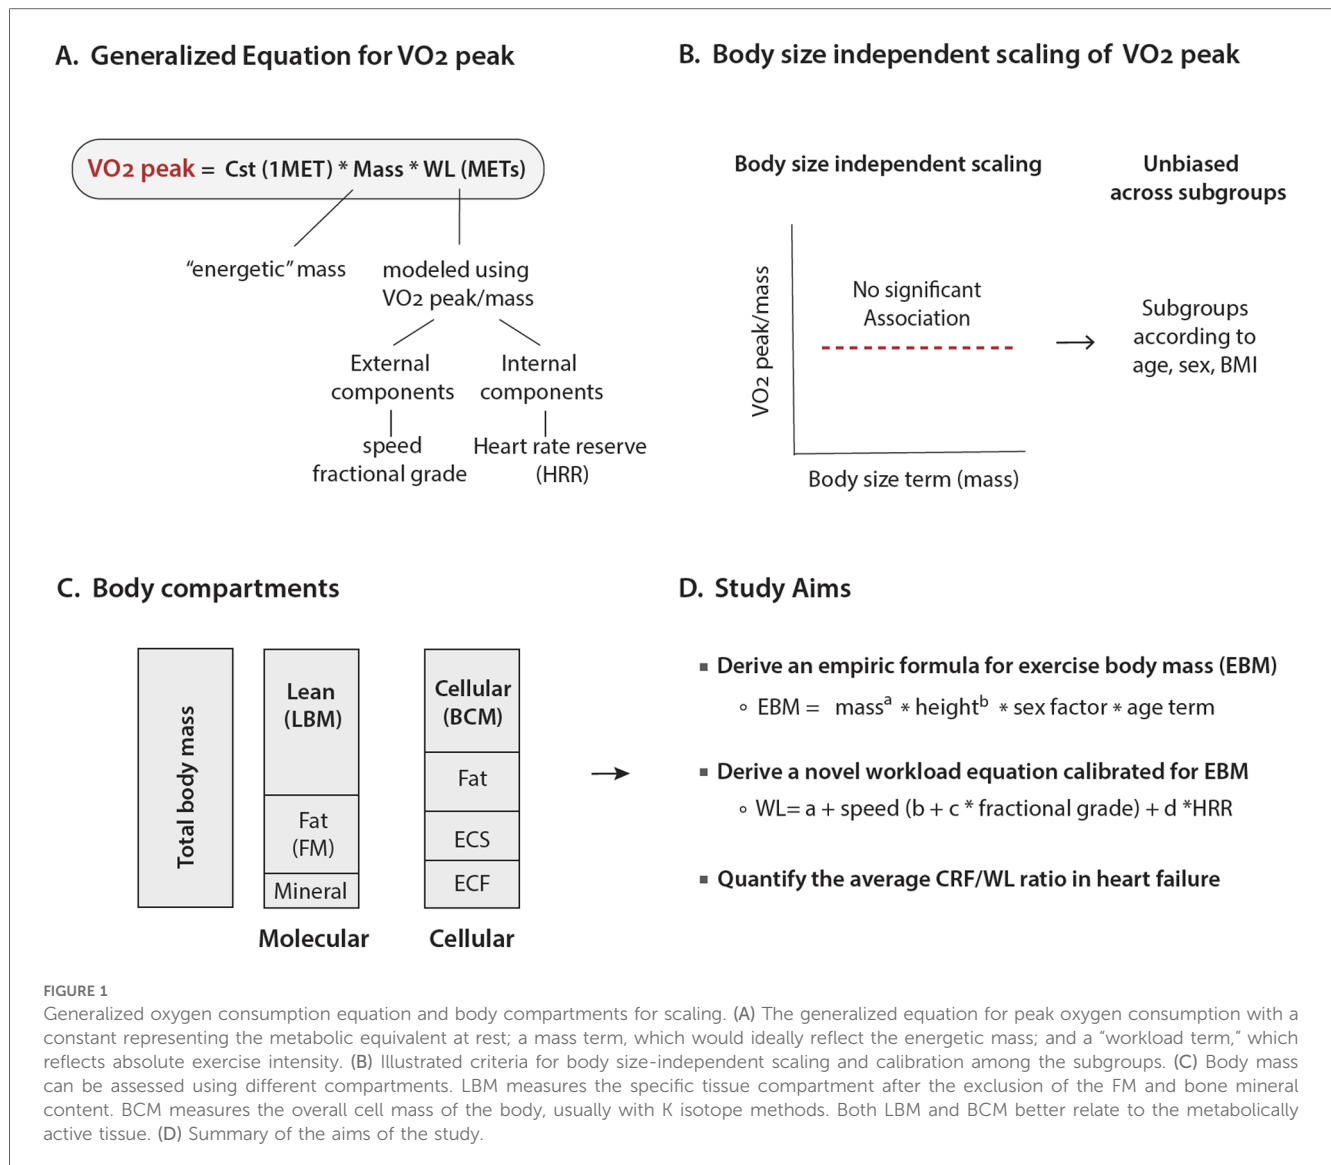 A. Generalized Equation for VO2 peak
VO2 peak = Cst (1MET) * Mass * WL (METs)
"energetic" mass
modeled using
VO2 peak/mass
External
components
speed
fractional grade
Internal
components
Heart rate reserve
(HRR)
B. Body size independent scaling of VO2 peak
Body size independent scaling
Unbiased
across subgroups
VO2 peak/mass
No significant
Association
Body size term (mass)
Subgroups
according to
age, sex, BMI
C. Body compartments
Total body mass
Lean
(LBM)
Fat
(FM)
Mineral
Molecular
Cellular
(BCM)
Fat
ECS
ECF
Cellular
D. Study Aims
▪ Derive an empiric formula for exercise body mass (EBM)
∘ EBM = mass^a * height^b * sex factor * age term
▪ Derive a novel workload equation calibrated for EBM
∘ WL= a + speed (b + c * fractional grade) + d *HRR
▪ Quantify the average CRF/WL ratio in heart failure
FIGURE 1
Generalized oxygen consumption equation and body compartments for scaling. (A) The generalized equation for peak oxygen consumption with a
constant representing the metabolic equivalent at rest; a mass term, which would ideally reflect the energetic mass; and a "workload term," which
reflects absolute exercise intensity. (B) Illustrated criteria for body size-independent scaling and calibration among the subgroups. (C) Body mass
can be assessed using different compartments. LBM measures the specific tissue compartment after the exclusion of the FM and bone mineral
content. BCM measures the overall cell mass of the body, usually with K isotope methods. Both LBM and BCM better relate to the metabolically
active tissue. (D) Summary of the aims of the study.